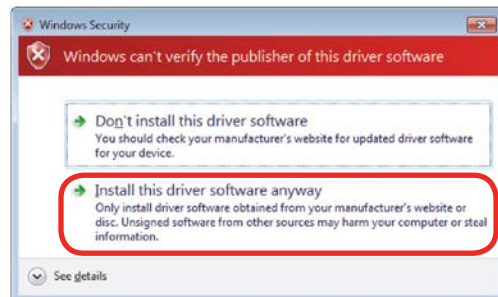 Windows Security
Windows can't verify the publisher of this driver software
Don't install this driver software
You should check your manufacturer's website for updated driver software
for your device.
Install this driver software anyway
Only install driver software obtained from your manufacturer's website or
disc. Unsigned software from other sources may harm your computer or steal
information.
See details